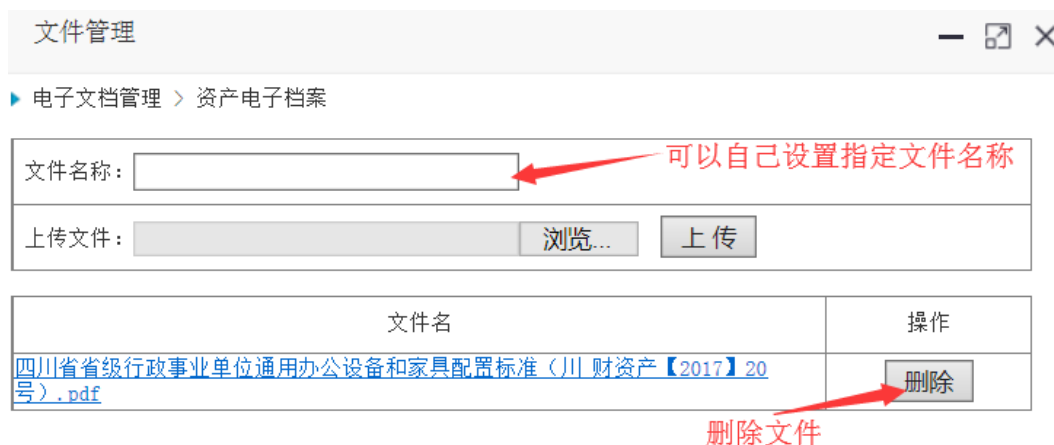 文件管理
电子文档管理 > 资产电子档案
可以自己设置指定文件名称
文件名称:
上传文件: 浏览... 上传
文件名 操作
四川省省级行政事业单位通用办公设备和家具配置标准（川 财资产【2017】20
号）.pdf 删除
删除文件